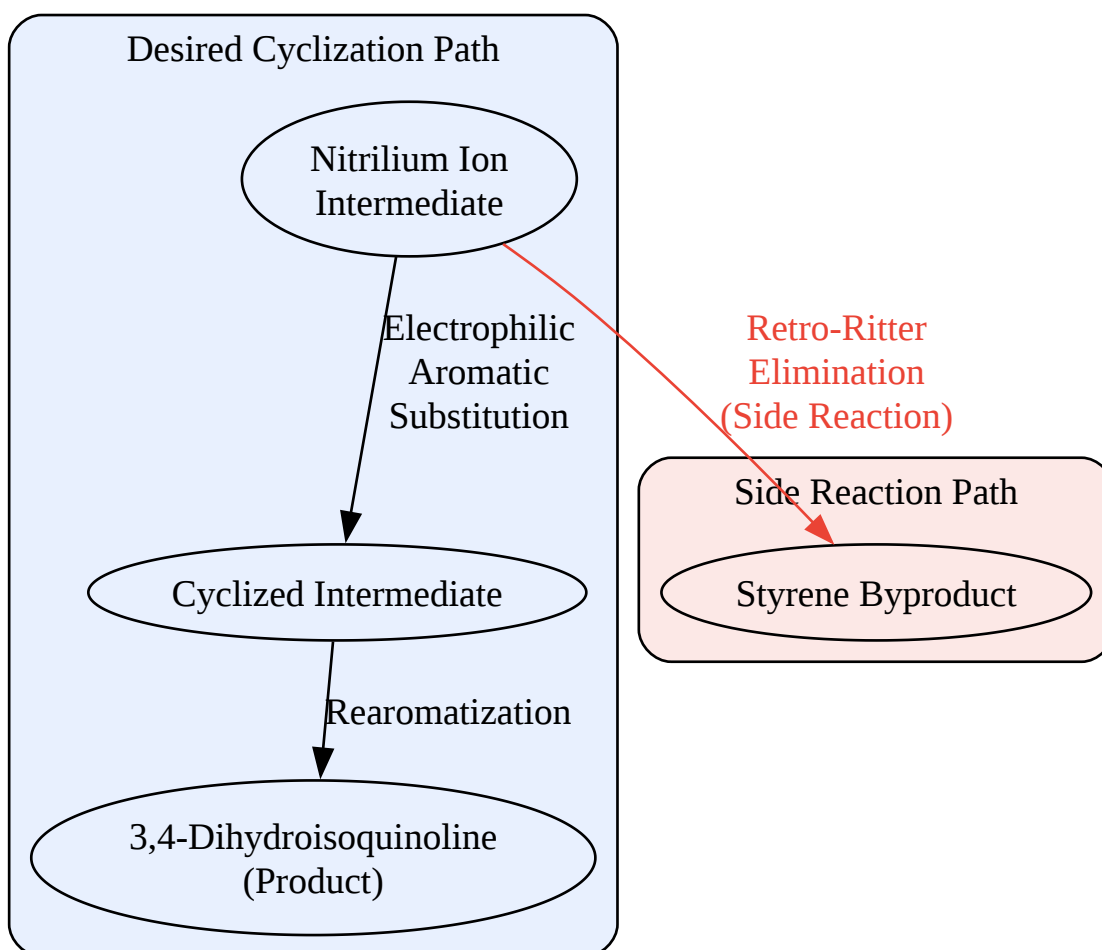 Desired Cyclization Path
Nitrilium Ion
Intermediate
Electrophilic
Aromatic
Substitution
Retro-Ritter
Elimination
(Side Reaction)
Side Reaction Path
Cyclized Intermediate
Styrene Byproduct
Rearomatization
3,4-Dihydroisoquinoline
(Product)